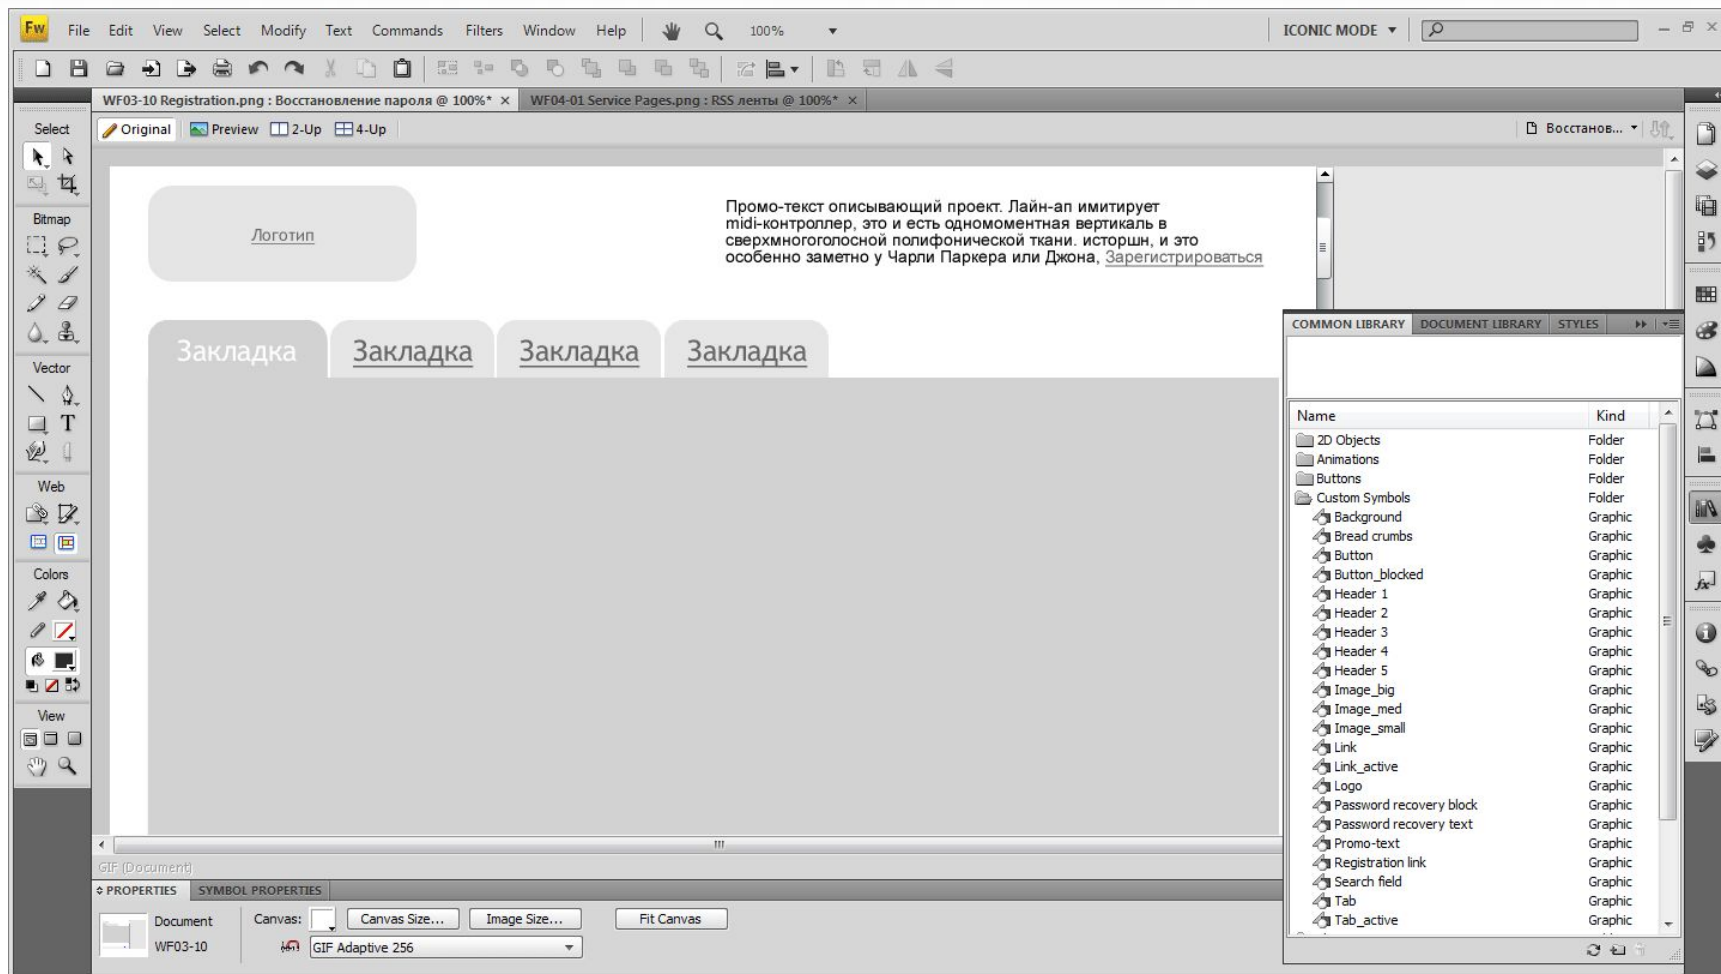 Fw File Edit View Select Modify Text Commands Filters Window Help 100% ICONIC MODE
WF03-10 Registration.png : Восстановление пароля @ 100%* × WF04-01 Service Pages.png : RSS ленты @ 100%* ×
Select Original Preview 2-Up 4-Up Восстанов...
Bitmap
Vector
Web
Colors
View
Логотип
Промо-текст описывающий проект. Лайн-ап имитирует
midi-контроллер, это и есть одномоментная вертикаль в
сверхмногоголосной полифонической ткани. исторшн, и это
особенно заметно у Чарли Паркера или Джона, Зарегистрироваться
Закладка Закладка Закладка Закладка
COMMON LIBRARY DOCUMENT LIBRARY STYLES
Name Kind
2D Objects Folder
Animations Folder
Buttons Folder
Custom Symbols Folder
Background Graphic
Bread crumbs Graphic
Button Graphic
Button_blocked Graphic
Header 1 Graphic
Header 2 Graphic
Header 3 Graphic
Header 4 Graphic
Header 5 Graphic
Image_big Graphic
Image_med Graphic
Image_small Graphic
Link Graphic
Link_active Graphic
Logo Graphic
Password recovery block Graphic
Password recovery text Graphic
Promo-text Graphic
Registration link Graphic
Search field Graphic
Tab Graphic
Tab_active Graphic
GIF (Document)
PROPERTIES SYMBOL PROPERTIES
Document Canvas: Canvas Size... Image Size... Fit Canvas
WF03-10 GIF Adaptive 256